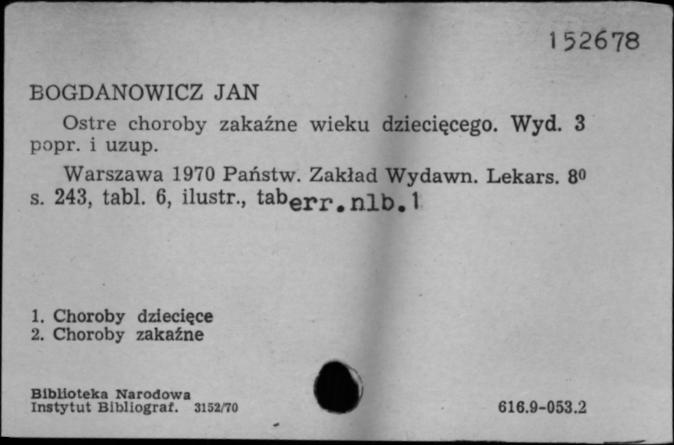 152678
BOGDANOWICZ JAN
Ostre choroby zakaźne wieku dziecięcego. Wyd. 3
popr. i uzup.
Warszawa 1970 Państw. Zakład Wydawn. Lekars. 8⁰
s. 243, tabl. 6, ilustr., tab err. nlb. 1
1. Choroby dziecięce
2. Choroby zakaźne
Biblioteka Narodowa
Instytut Bibliograf. 3152/70
616.9-053.2